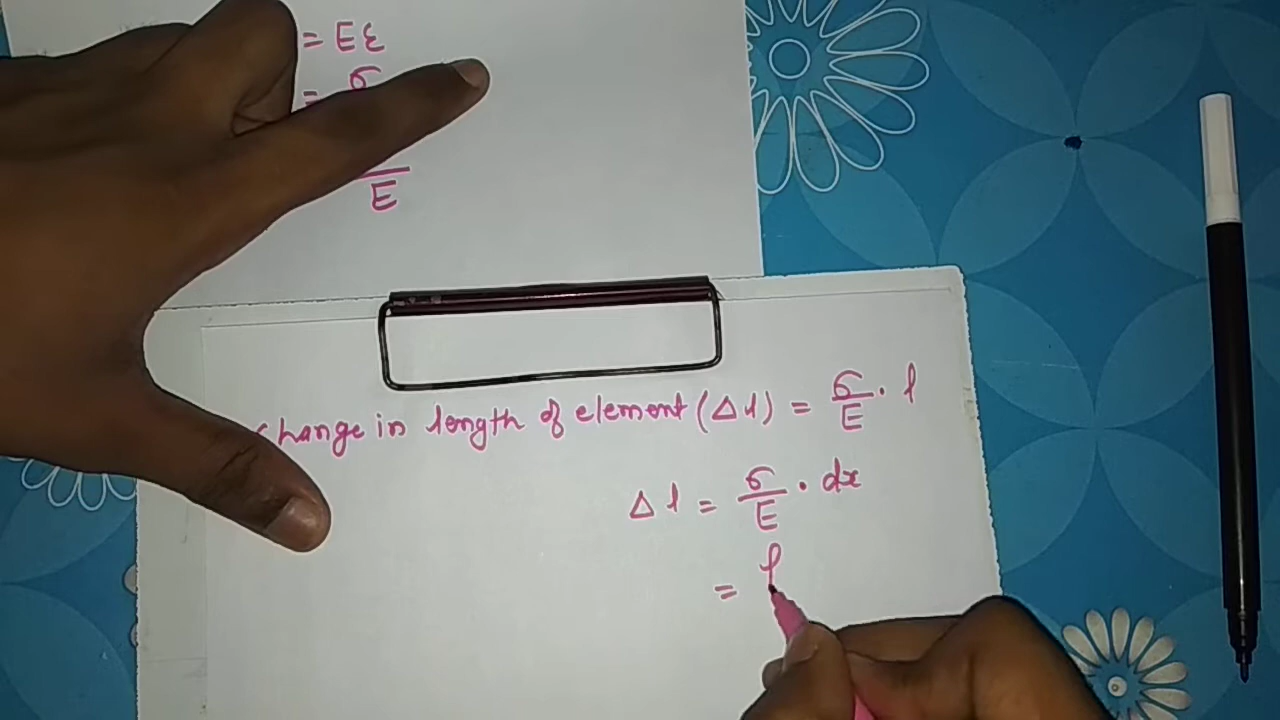 = Eε
= σ
E
change in length of element (Δl) = σ/E · l
Δl = σ/E · dx
= ρ